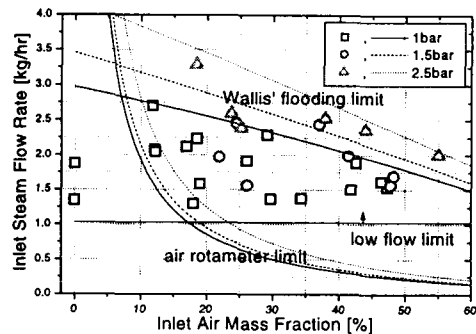 Inlet Steam Flow Rate [kg/hr]
4.0
3.5
3.0
2.5
2.0
1.5
1.0
0.5
0.0
1bar
1.5bar
2.5bar
Wallis' flooding limit
low flow limit
air rotameter limit
0
10
20
30
40
50
60
Inlet Air Mass Fraction [%]